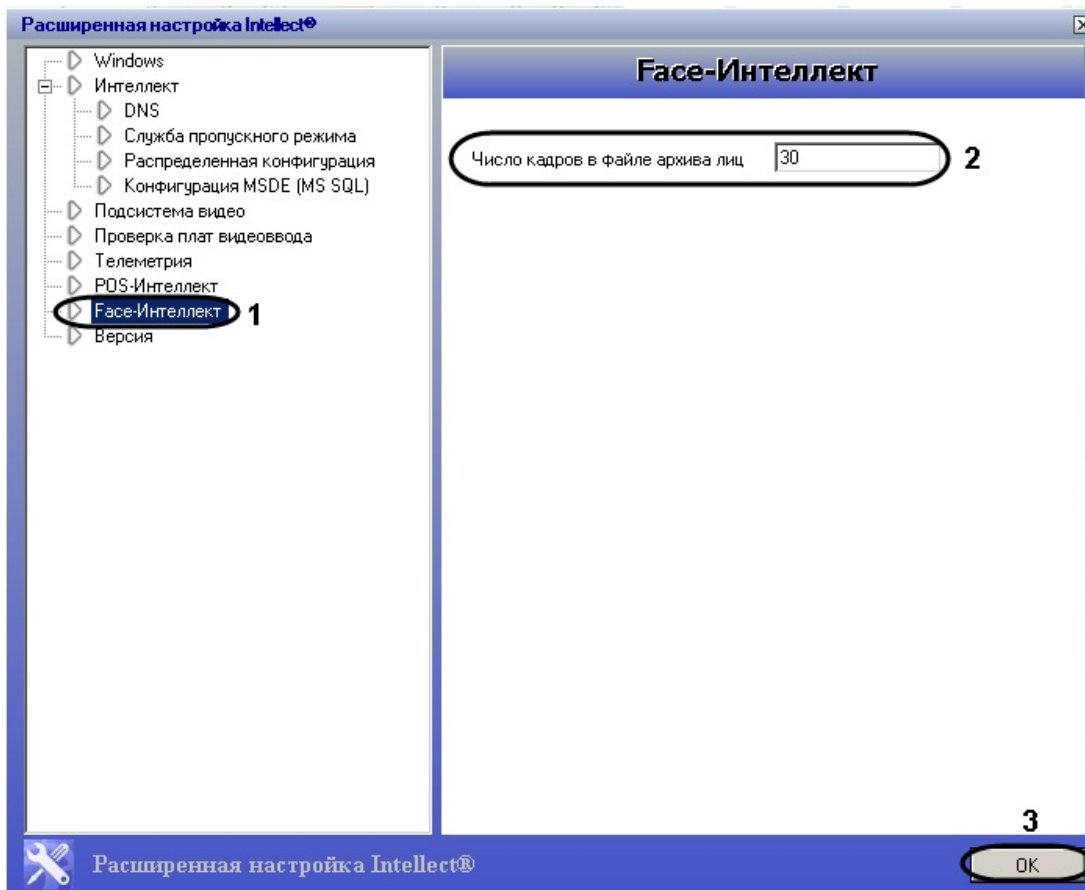 Расширенная настройка Intellect®
Windows
Интеллект
DNS
Служба пропускного режима
Распределенная конфигурация
Конфигурация MSDE (MS SQL)
Подсистема видео
Проверка плат видеоввода
Телеметрия
POS-Интеллект
Face-Интеллект 1
Версия
Face-Интеллект
Число кадров в файле архива лиц 30 2
3
Расширенная настройка Intellect®
OK